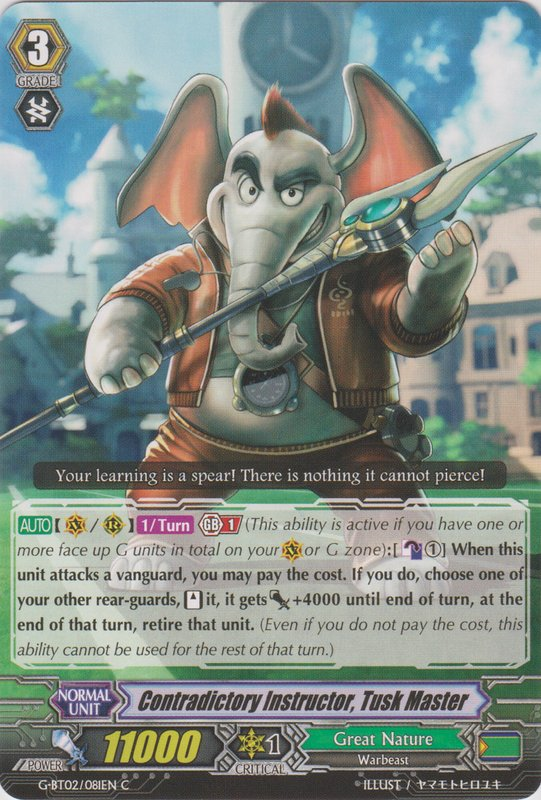 3
GRADE
Your learning is a spear! There is nothing it cannot pierce!
AUTO [ V / R ] 1/Turn GB 1 (This ability is active if you have one or
more face up G units in total on your V or G zone):[ ① ] When this
unit attacks a vanguard, you may pay the cost. If you do, choose one of
your other rear-guards, it, it gets +4000 until end of turn, at the
end of that turn, retire that unit. (Even if you do not pay the cost, this
ability cannot be used for the rest of the turn.)
NORMAL
UNIT
Contradictory Instructor, Tusk Master
POWER 11000
1
CRITICAL
Great Nature
Warbeast
G-BT02/081EN C
ILLUST / ヤマモトヒロユキ